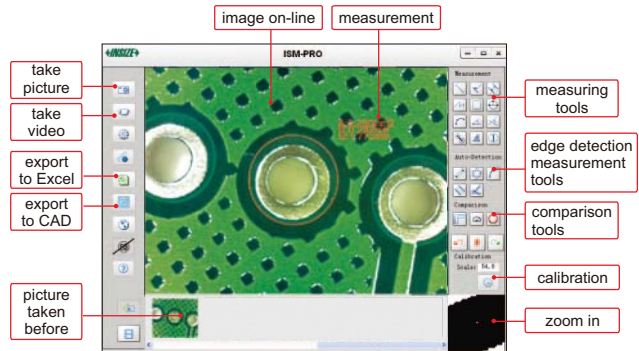 image on-line
measurement
INSIZE
ISM-PRO
take
picture
take
video
export
to Excel
export
to CAD
picture
taken
before
Measurement
Auto-Detection
Comparison
Calibration
Scale:
measuring
tools
edge detection
measurement
tools
comparison
tools
calibration
zoom in